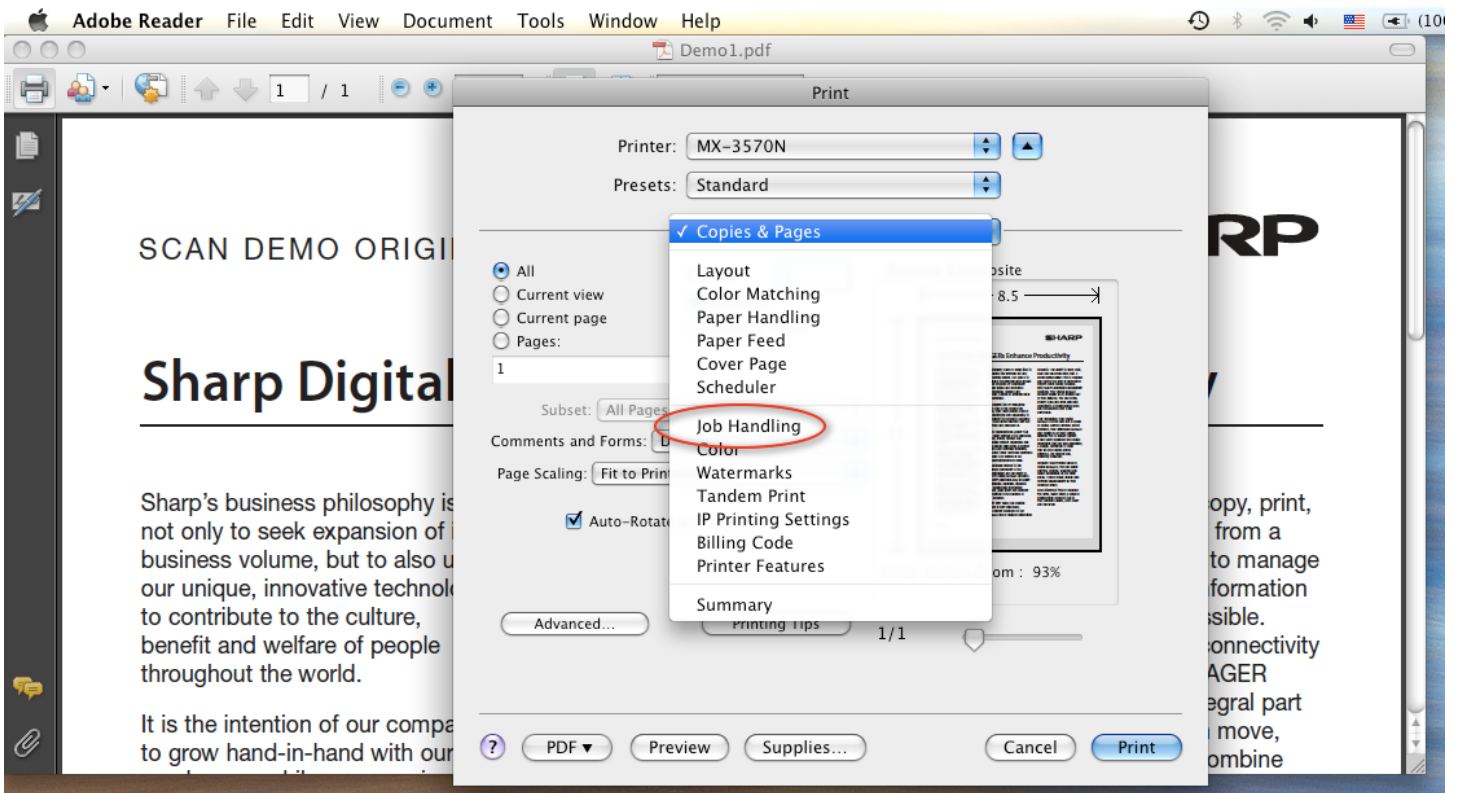 Adobe Reader File Edit View Document Tools Window Help (10
Demo1.pdf
1 / 1
Print
Printer: MX-3570N
Presets: Standard
✓ Copies & Pages
Layout
Color Matching
Paper Handling
Paper Feed
Cover Page
Scheduler
Job Handling
Color
Watermarks
Tandem Print
IP Printing Settings
Billing Code
Printer Features
Summary
All
Current view
Current page
Pages:
1
Subset: All Pages
Comments and Forms: D
Page Scaling: Fit to Print
Auto-Rotate
Advanced...
Printing Tips
osite
8.5
SHARP
Enhance Productivity
om : 93%
1/1
? PDF ▼ Preview Supplies... Cancel Print
SCAN DEMO ORIGI
RP
Sharp Digital
Sharp's business philosophy is
not only to seek expansion of
business volume, but to also u
our unique, innovative technol
to contribute to the culture,
benefit and welfare of people
throughout the world.
It is the intention of our compa
to grow hand-in-hand with our
opy, print,
from a
to manage
formation
ssible.
onnectivity
AGER
egral part
move,
ombine